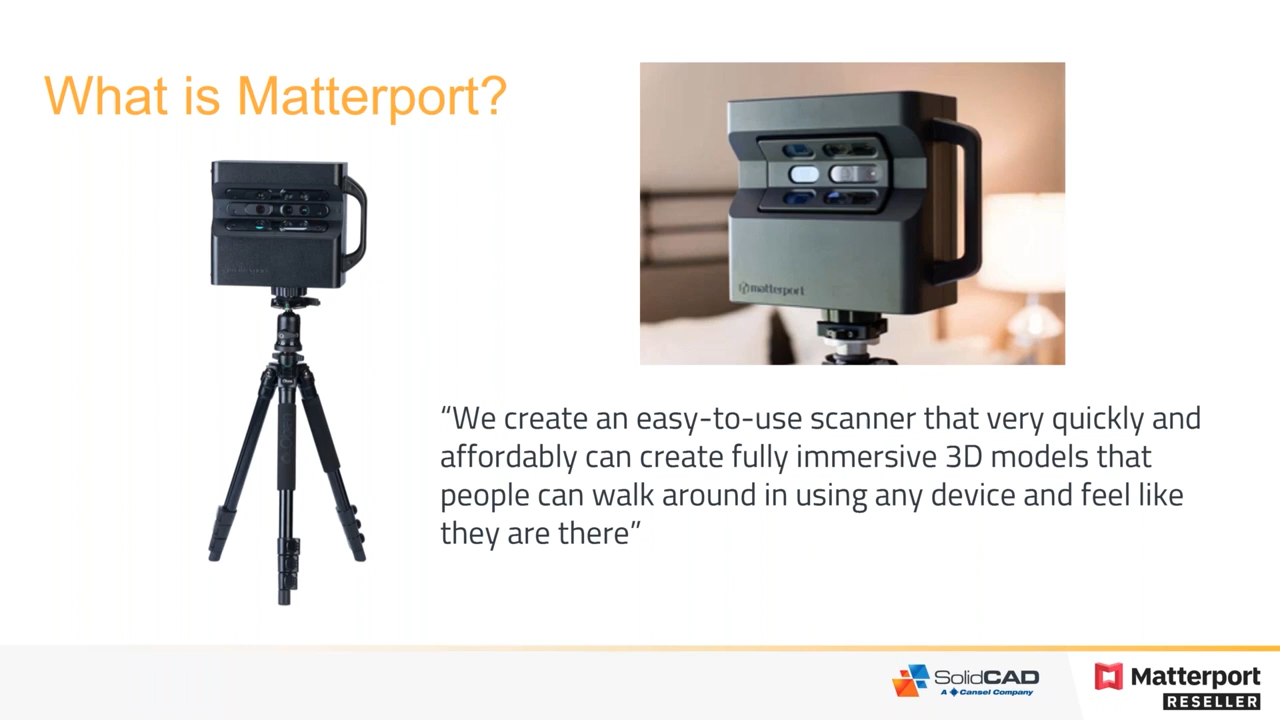 What is Matterport?
matterport
“We create an easy-to-use scanner that very quickly and
affordably can create fully immersive 3D models that
people can walk around in using any device and feel like
they are there”
SolidCAD
A Cansel Company
Matterport
RESELLER